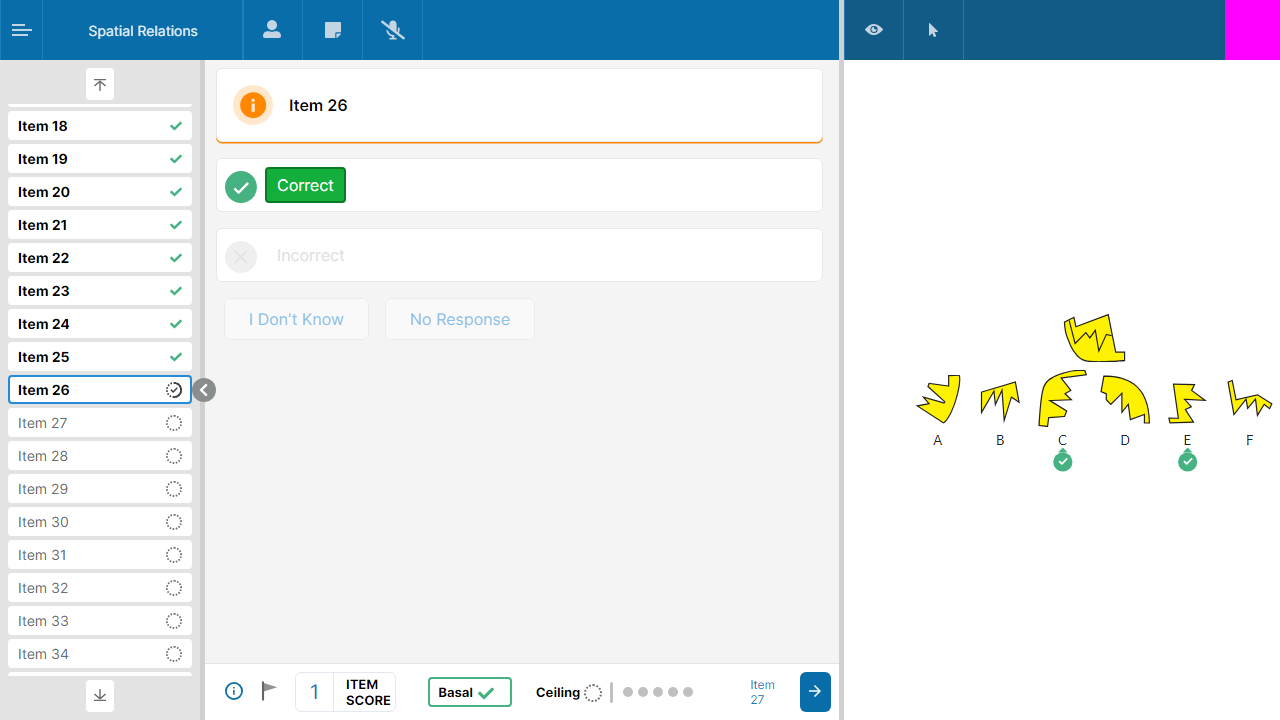 Spatial Relations
Item 18
Item 19
Item 20
Item 21
Item 22
Item 23
Item 24
Item 25
Item 26
Item 27
Item 28
Item 29
Item 30
Item 31
Item 32
Item 33
Item 34
Item 26
Correct
Incorrect
I Don't Know
No Response
1
ITEM
SCORE
Basal
Ceiling
Item
27
A B C D E F